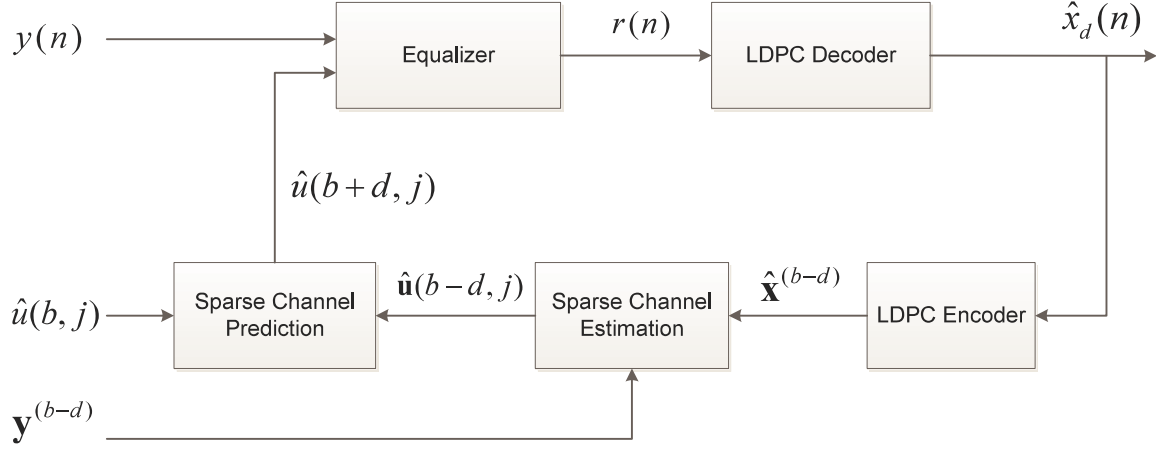 y(n)
Equalizer
r(n)
LDPC Decoder
x̂_d(n)
û(b+d, j)
û(b, j)
Sparse Channel
Prediction
𝐮̂(b−d, j)
Sparse Channel
Estimation
𝐱̂^(b−d)
LDPC Encoder
𝐲^(b−d)